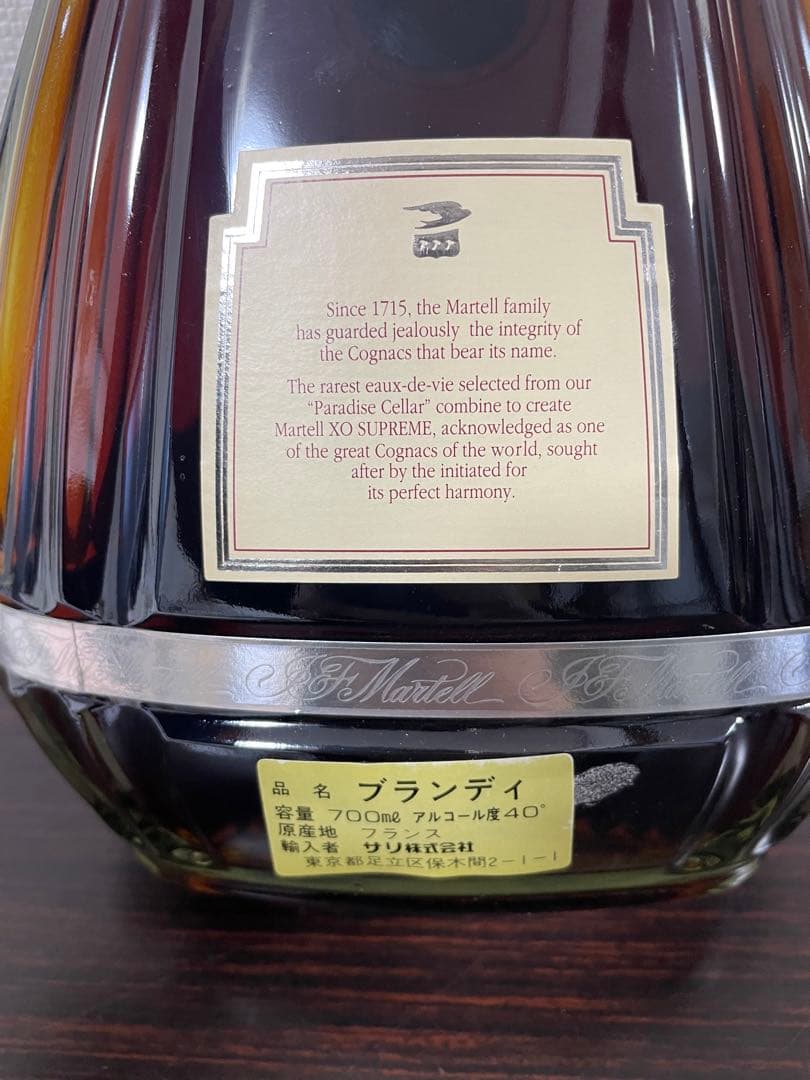 Since 1715, the Martell family
has guarded jealously the integrity of
the Cognacs that bear its name.
The rarest eaux-de-vie selected from our
“Paradise Cellar” combine to create
Martell XO SUPREME, acknowledged as one
of the great Cognacs of the world, sought
after by the initiated for
its perfect harmony.
J&F Martell J&F Martell
品名 ブランディ
容量 700ml アルコール度40°
原産地 フランス
輸入者 サリ株式会社
東京都足立区保木間2-1-1